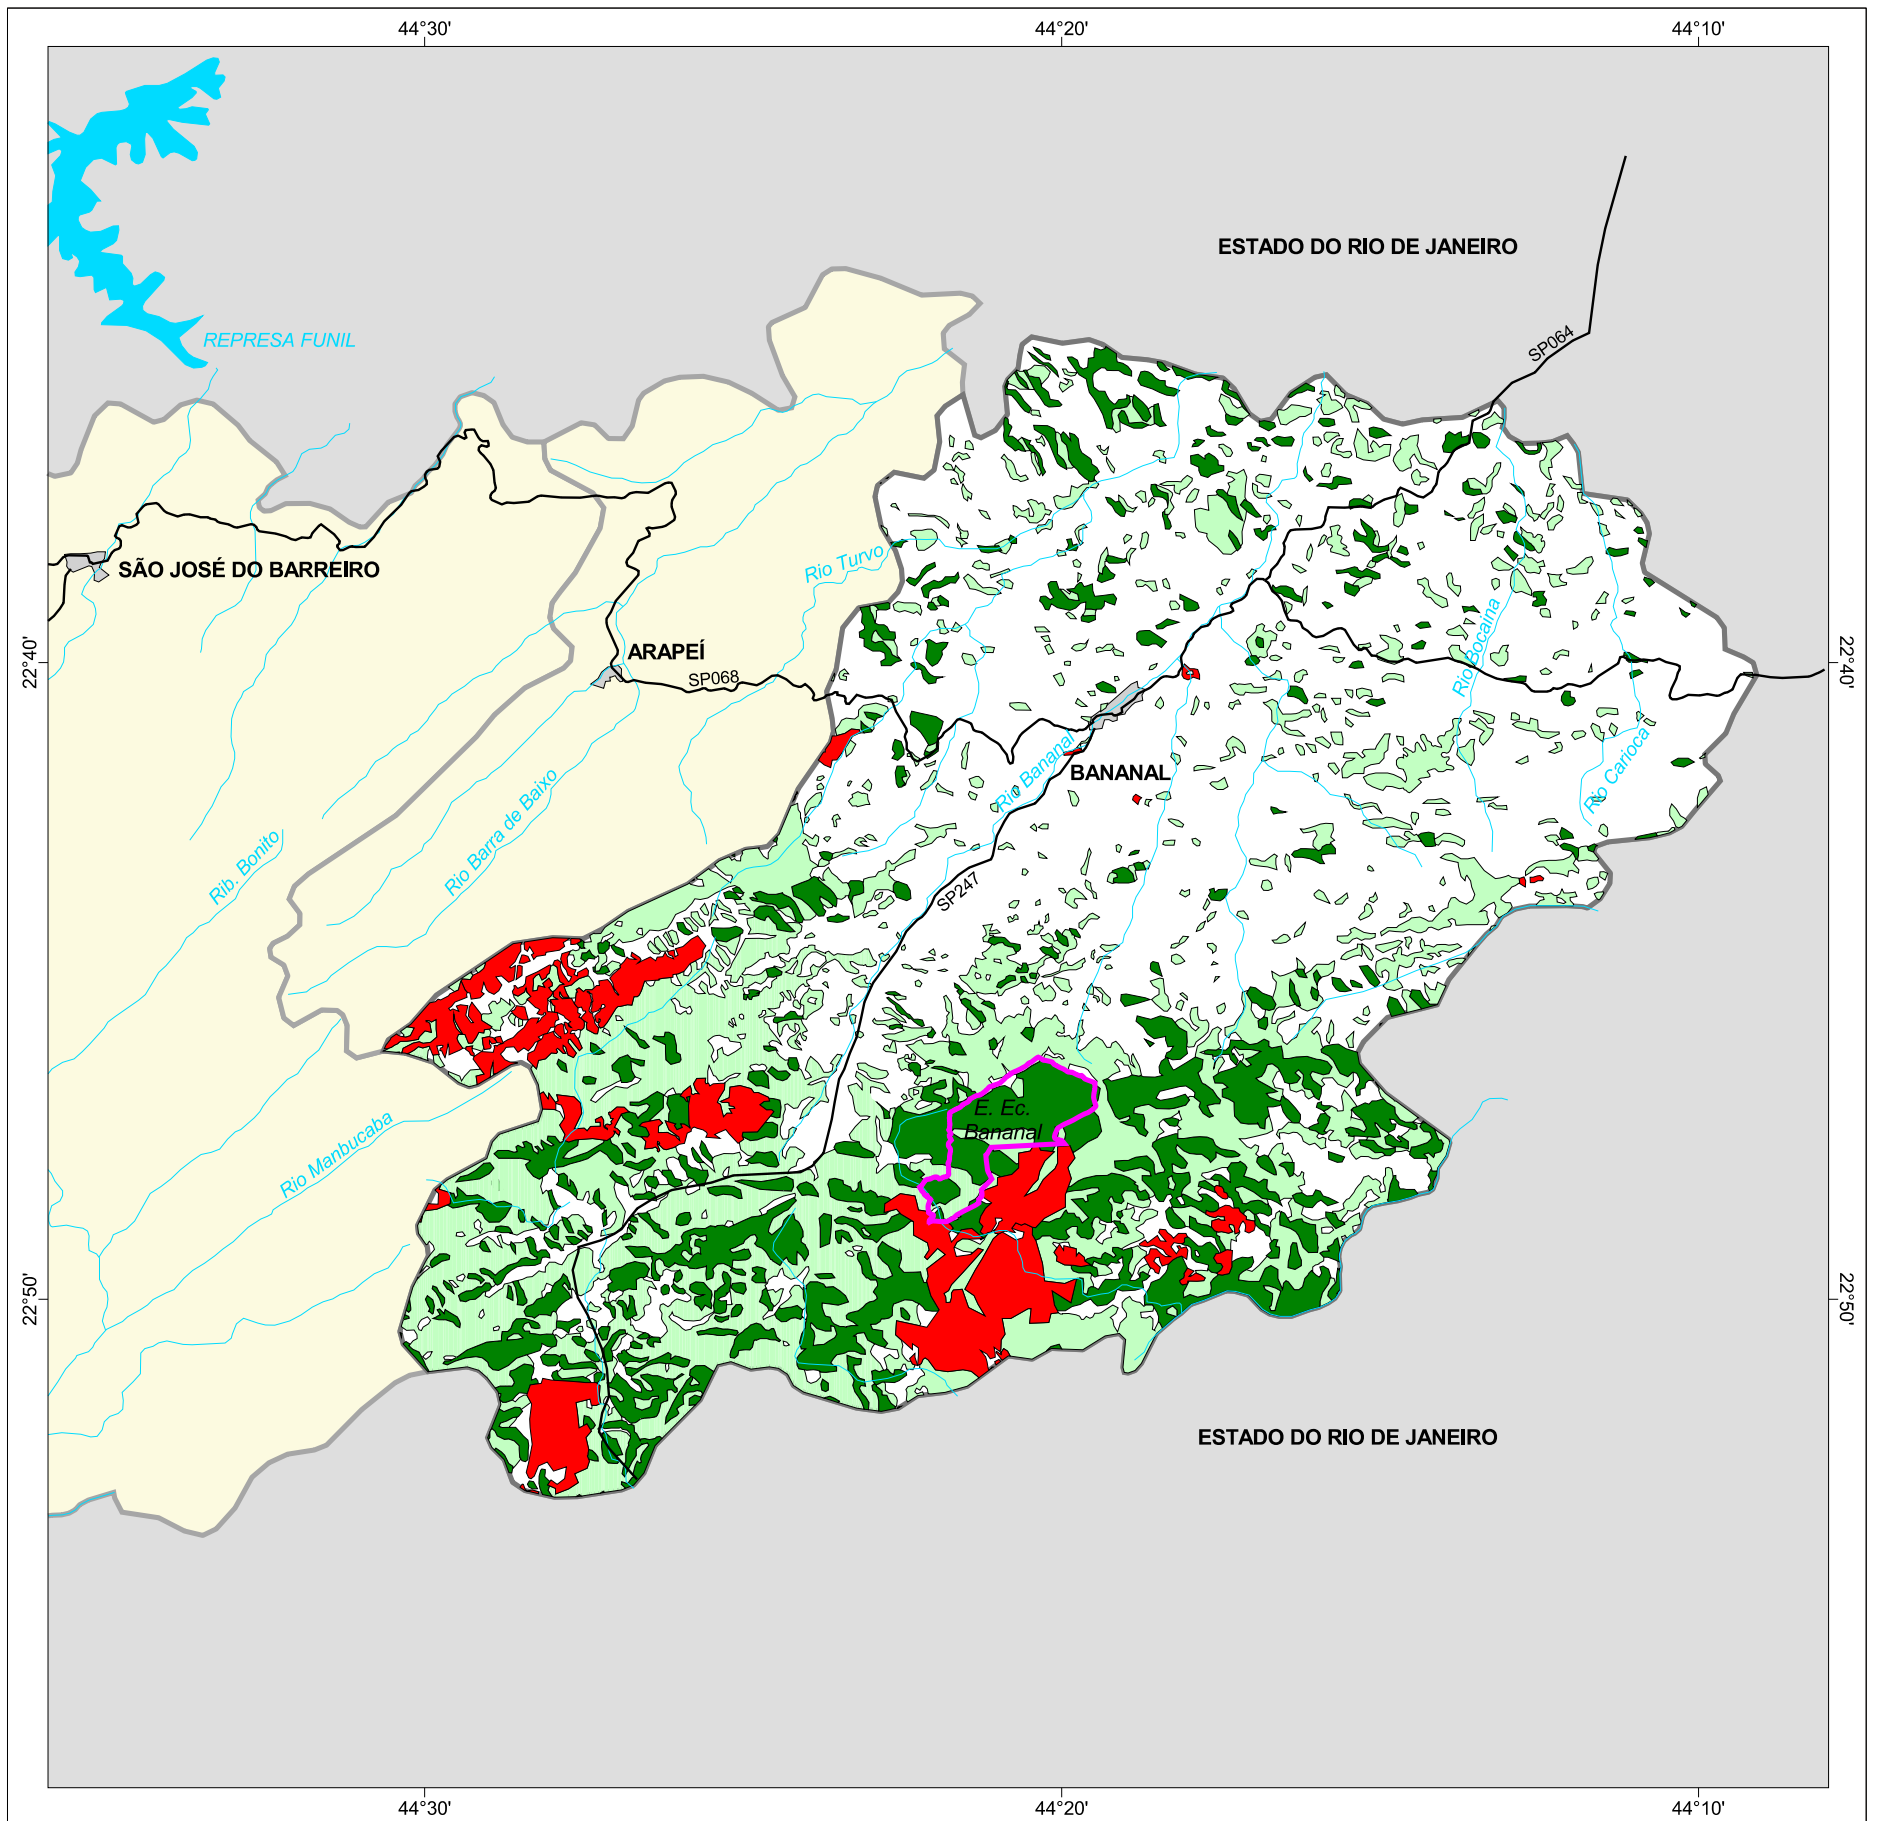 44°30'
44°20'
44°10'
ESTADO DO RIO DE JANEIRO
SP064
REPRESA FUNIL
Rio Turvo
SÃO JOSÉ DO BARREIRO
22°40'
ARAPEÍ
SP068
Rio Bocaina
22°40'
Rio Bananal
BANANAL
Rio Carioca
Rio Barra de Baixo
Rib. Bonito
SP247
E. Ec.
Bananal
Rio Manbucaba
22°50'
22°50'
ESTADO DO RIO DE JANEIRO
44°30'
44°20'
44°10'